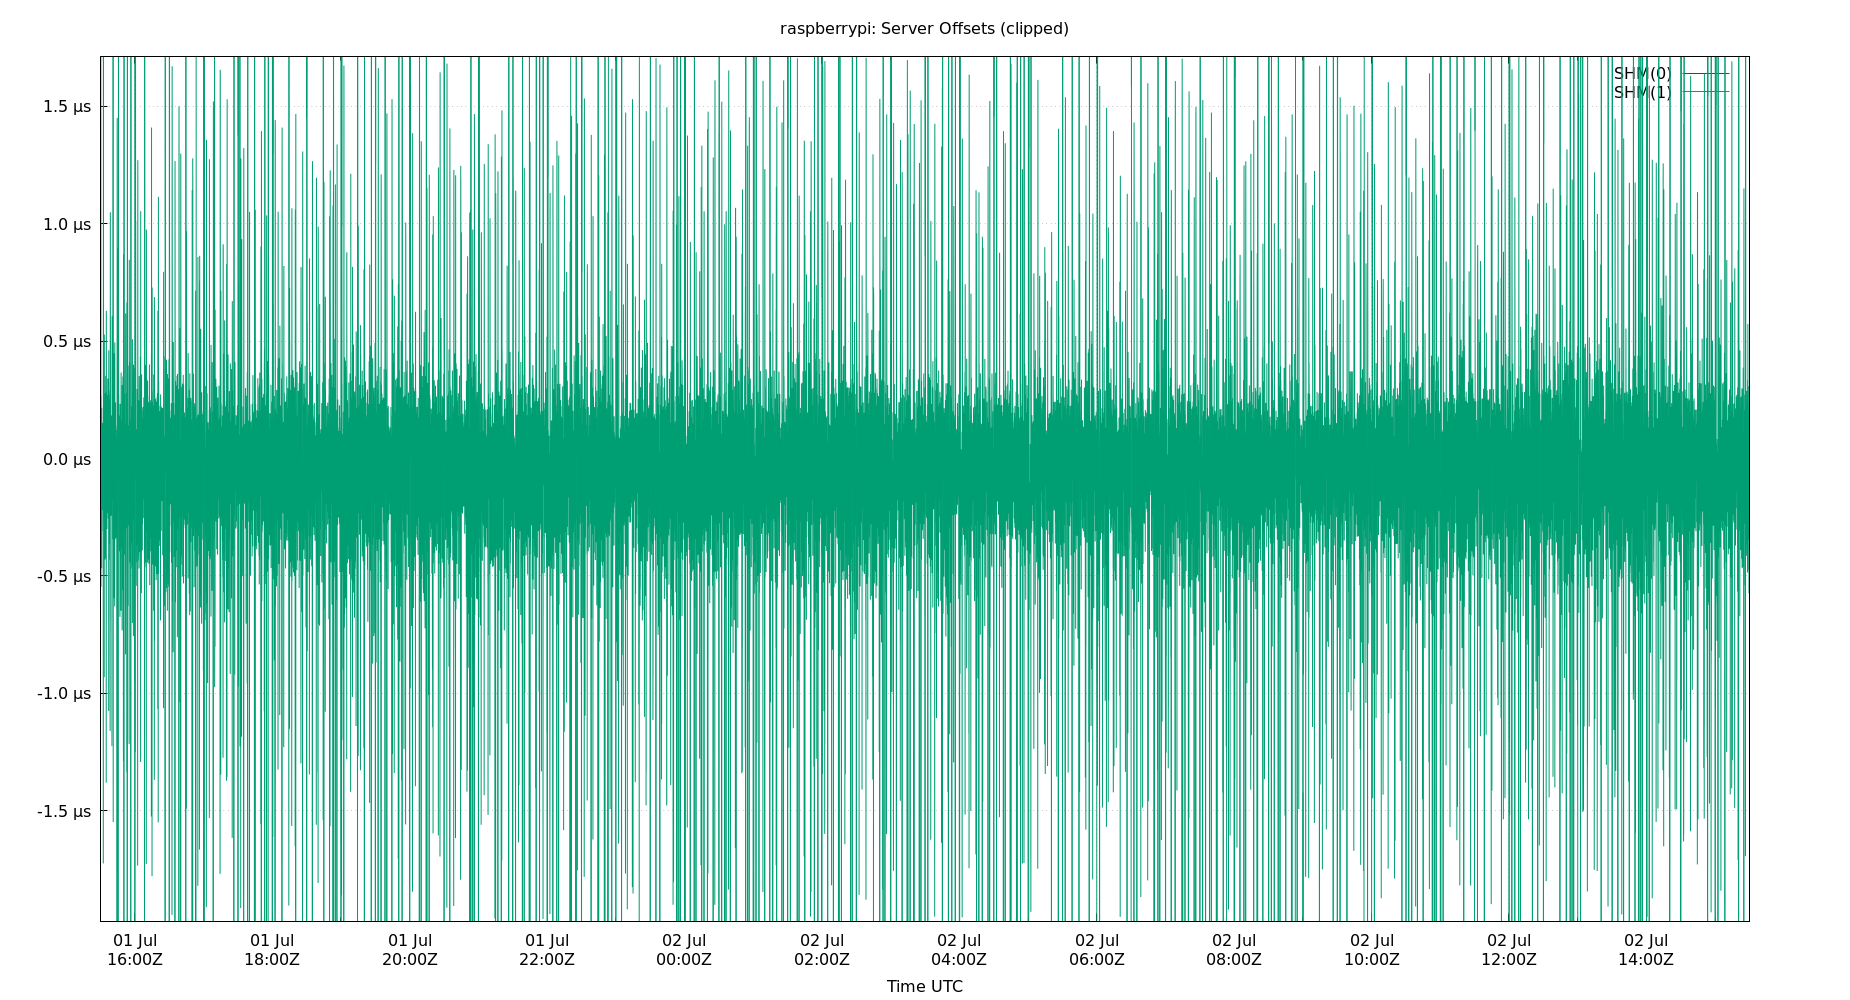 raspberrypi: Server Offsets (clipped)
SHM(0)
SHM(1)
1.5 µs
1.0 µs
0.5 µs
0.0 µs
-0.5 µs
-1.0 µs
-1.5 µs
01 Jul 01 Jul 01 Jul 01 Jul 02 Jul 02 Jul 02 Jul 02 Jul 02 Jul 02 Jul 02 Jul 02 Jul
16:00Z 18:00Z 20:00Z 22:00Z 00:00Z 02:00Z 04:00Z 06:00Z 08:00Z 10:00Z 12:00Z 14:00Z
Time UTC